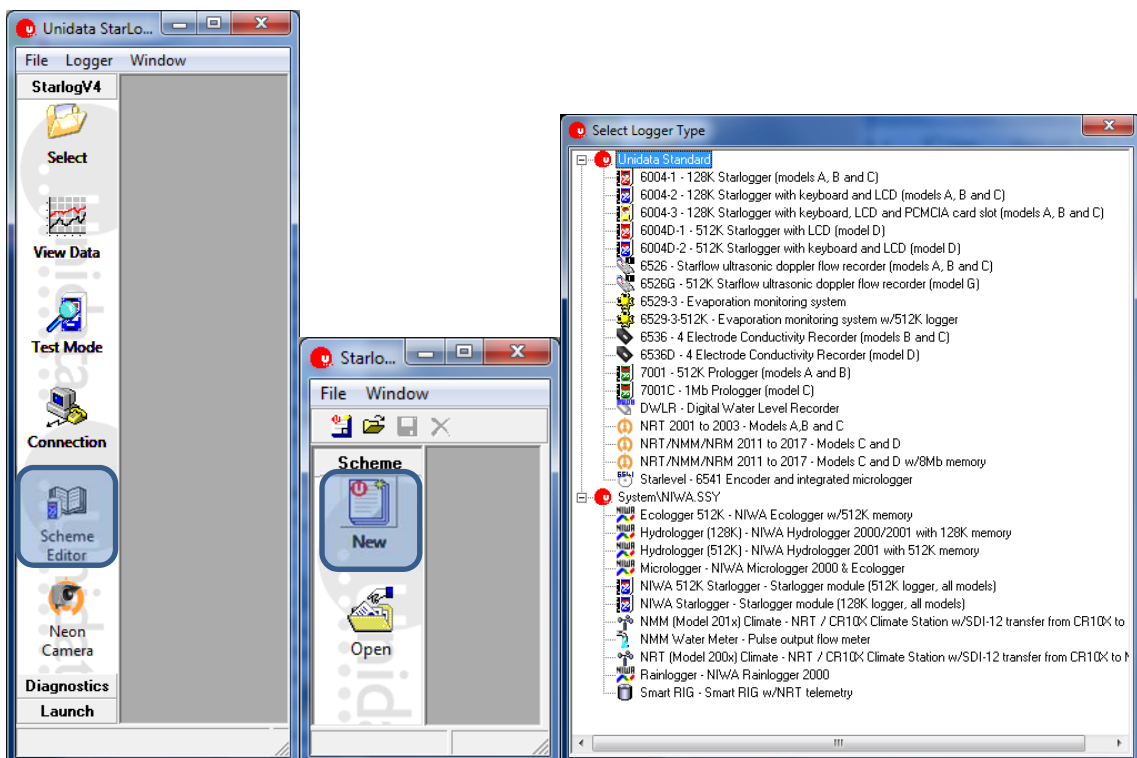 Unidata StarLo...
File Logger Window
StarlogV4
Select
View Data
Test Mode
Connection
Scheme
Editor
Neon
Camera
Diagnostics
Launch
Starlo...
File Window
Scheme
New
Open
Select Logger Type
Unidata Standard
6004-1 - 128K Starlogger (models A, B and C)
6004-2 - 128K Starlogger with keyboard and LCD (models A, B and C)
6004-3 - 128K Starlogger with keyboard, LCD and PCMCIA card slot (models A, B and C)
6004D-1 - 512K Starlogger with LCD (model D)
6004D-2 - 512K Starlogger with keyboard and LCD (model D)
6526 - Starflow ultrasonic doppler flow recorder (models A, B and C)
6526G - 512K Starflow ultrasonic doppler flow recorder (model G)
6529-3 - Evaporation monitoring system
6529-3-512K - Evaporation monitoring system w/512K logger
6536 - 4 Electrode Conductivity Recorder (models B and C)
6536D - 4 Electrode Conductivity Recorder (model D)
7001 - 512K Prologger (models A and B)
7001C - 1Mb Prologger (model C)
DWLR - Digital Water Level Recorder
NRT 2001 to 2003 - Models A,B and C
NRT/NMM/NRM 2011 to 2017 - Models C and D
NRT/NMM/NRM 2011 to 2017 - Models C and D w/8Mb memory
Starlevel - 6541 Encoder and integrated micrologger
System\NIWA.SSY
Ecologger 512K - NIWA Ecologger w/512K memory
Hydrologger (128K) - NIWA Hydrologger 2000/2001 with 128K memory
Hydrologger (512K) - NIWA Hydrologger 2001 with 512K memory
Micrologger - NIWA Micrologger 2000 & Ecologger
NIWA 512K Starlogger - Starlogger module (512K logger, all models)
NIWA Starlogger - Starlogger module (128K logger, all models)
NMM (Model 201x) Climate - NRT / CR10X Climate Station w/SDI-12 transfer from CR10X to
NMM Water Meter - Pulse output flow meter
NRT (Model 200x) Climate - NRT / CR10X Climate Station w/SDI-12 transfer from CR10X to
Rainlogger - NIWA Rainlogger 2000
Smart RIG - Smart RIG w/NRT telemetry